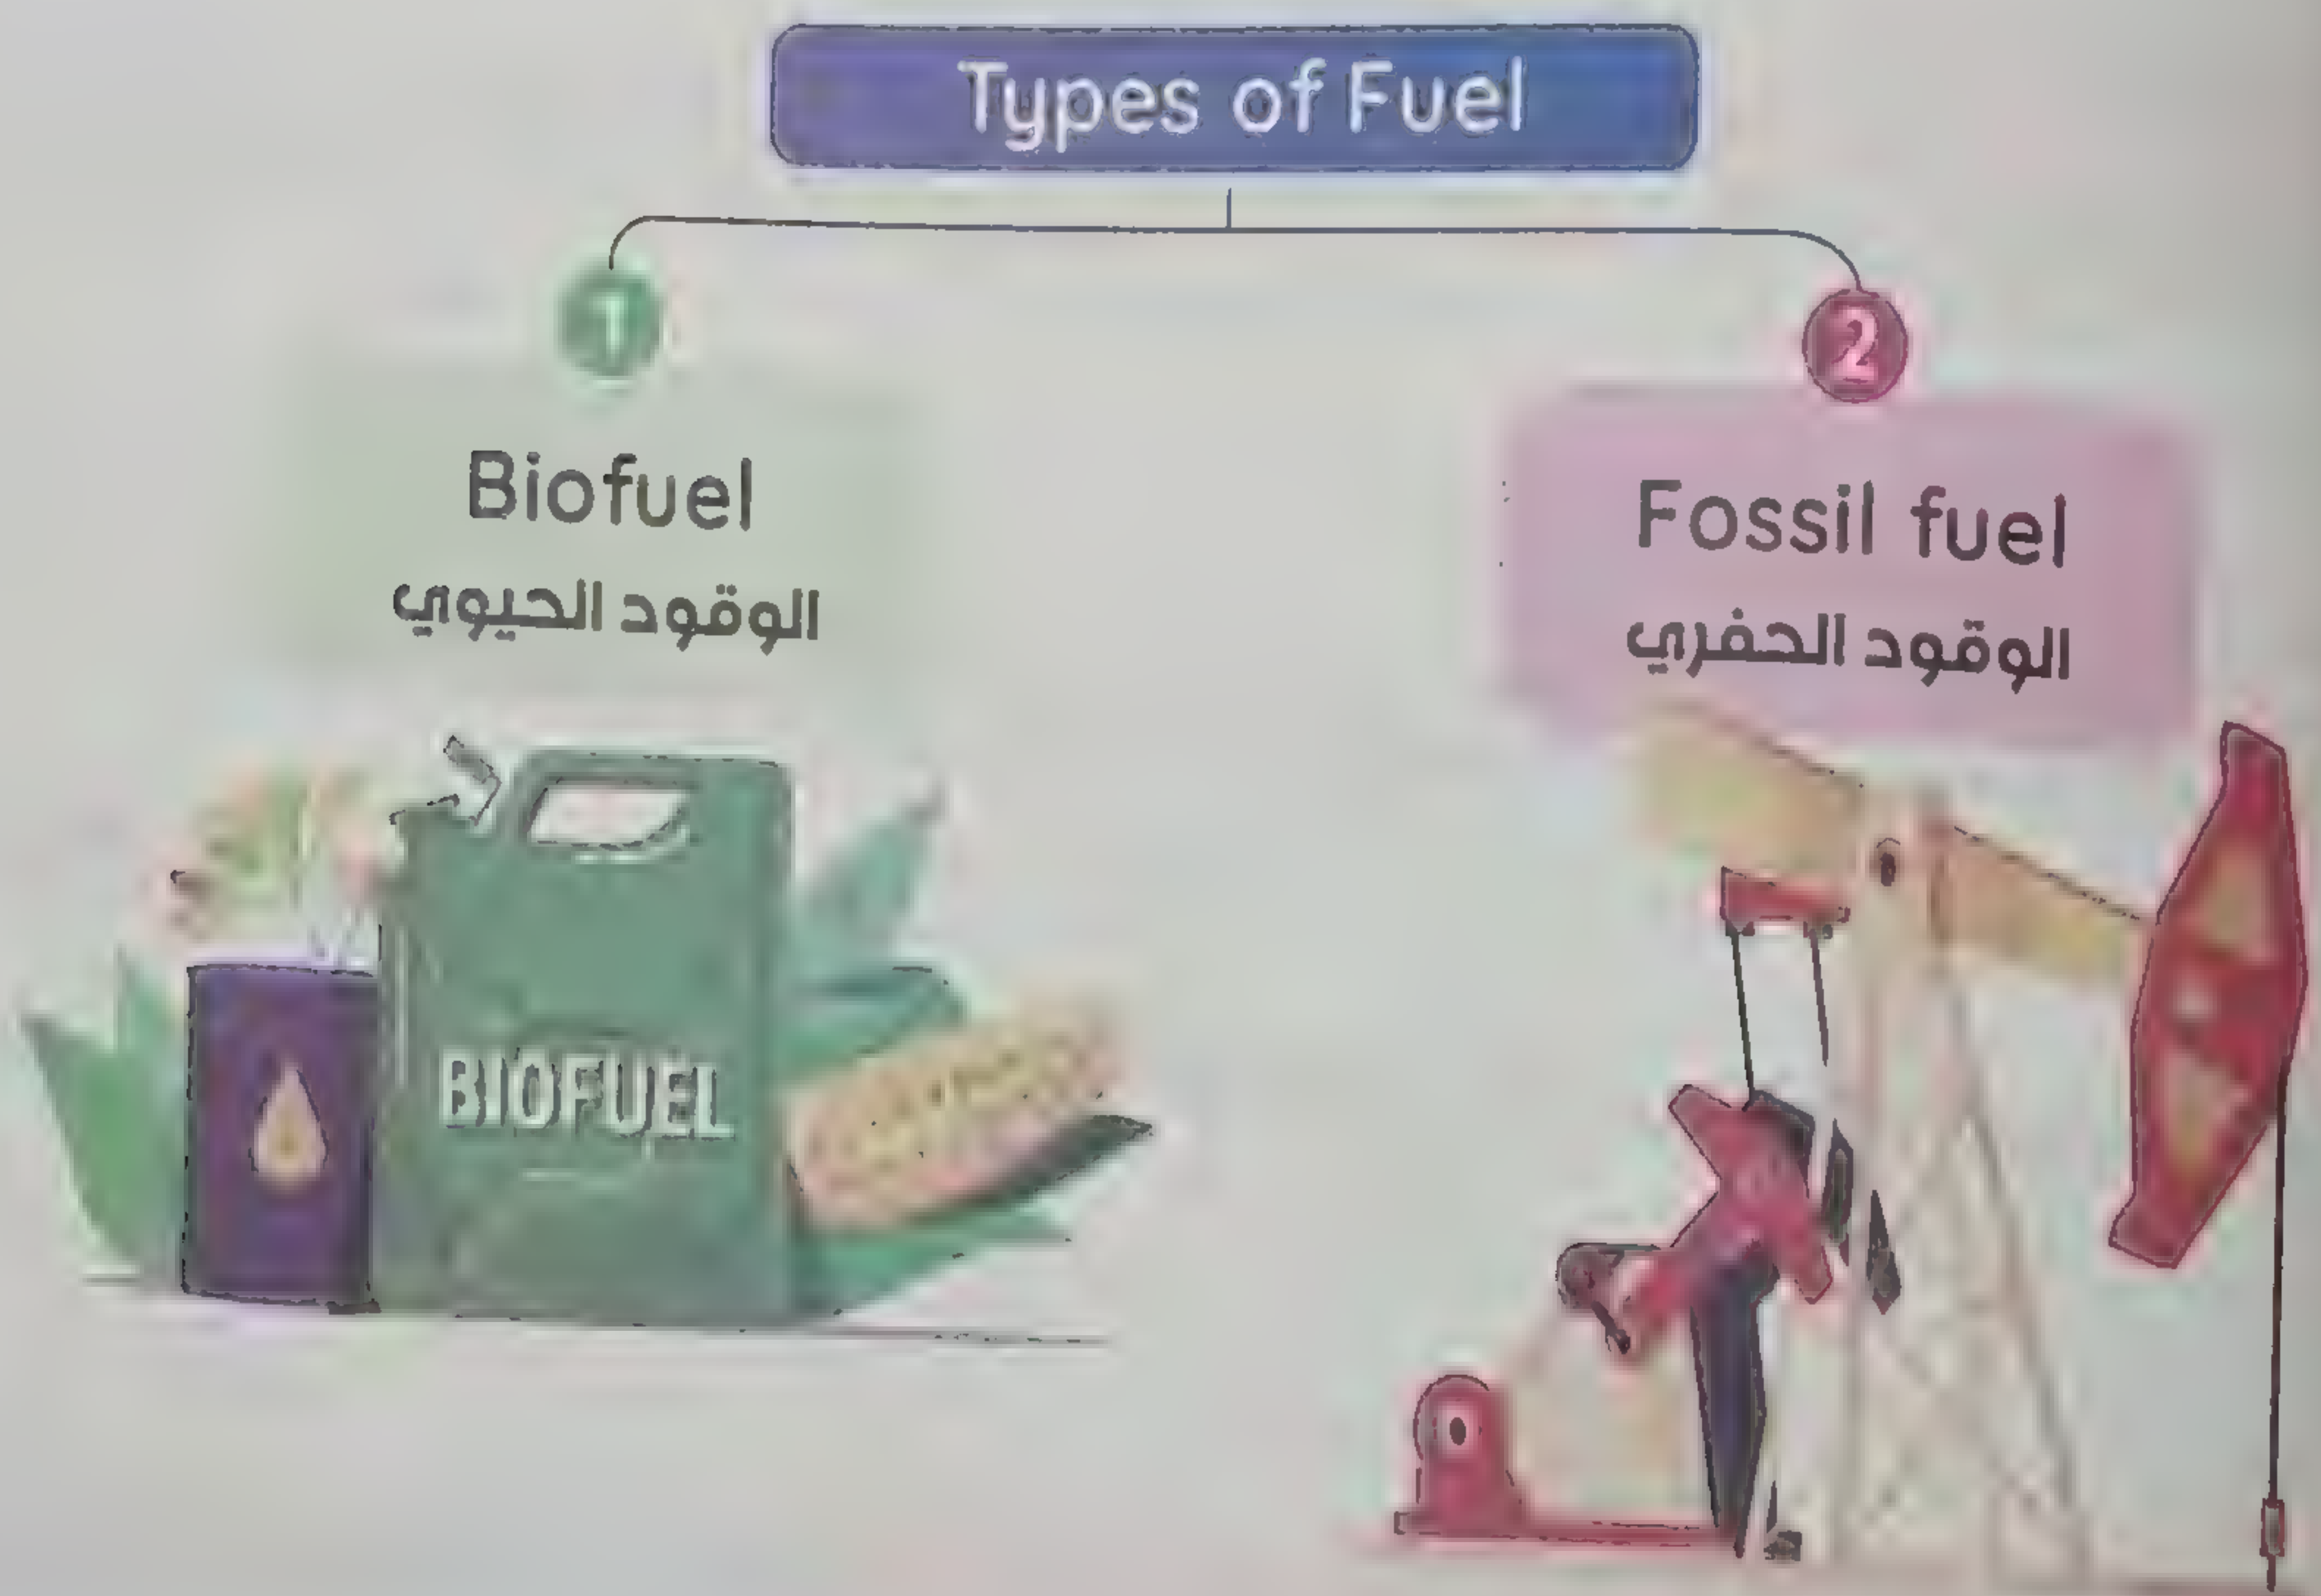 Types of Fuel
1
Biofuel
الوقود الحيوي
BIOFUEL
2
Fossil fuel
الوقود الحفري